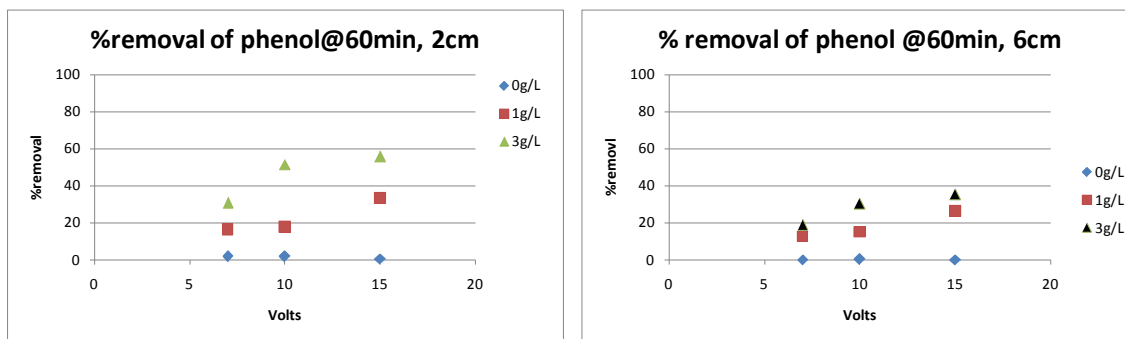 %removal of phenol@60min, 2cm
100
80
60
40
20
0
0
5
10
15
20
%removal
Volts
0g/L
1g/L
3g/L
% removal of phenol @60min, 6cm
100
80
60
40
20
0
0
5
10
15
20
%removl
Volts
0g/L
1g/L
3g/L